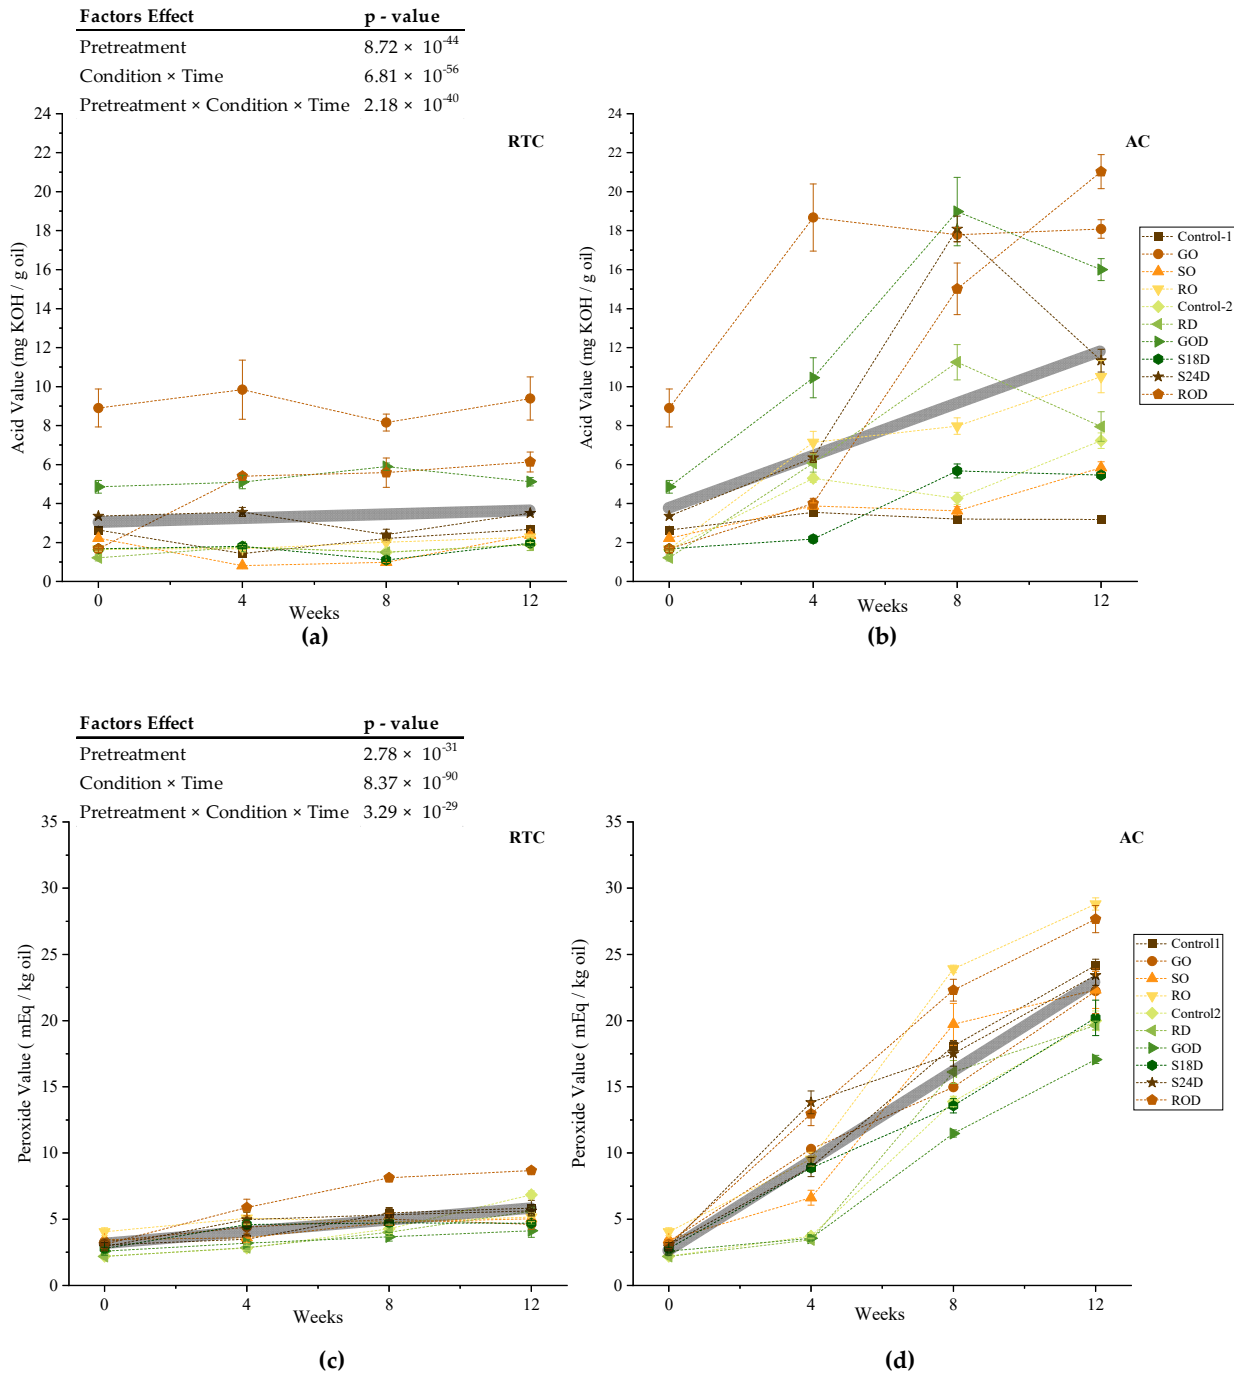 Factors Effect p - value
Pretreatment 8.72 × 10-44
Condition × Time 6.81 × 10-56
Pretreatment × Condition × Time 2.18 × 10-40
RTC
24
22
20
18
16
14
12
10
8
6
4
2
0
Acid Value (mg KOH / g oil)
0 4 8 12
Weeks
(a)
AC
24
22
20
18
16
14
12
10
8
6
4
2
0
Acid Value (mg KOH / g oil)
0 4 8 12
Weeks
(b)
Control-1
GO
SO
RO
Control-2
RD
GOD
S18D
S24D
ROD
Factors Effect p - value
Pretreatment 2.78 × 10-31
Condition × Time 8.37 × 10-90
Pretreatment × Condition × Time 3.29 × 10-29
RTC
35
30
25
20
15
10
5
0
Peroxide Value ( mEq / kg oil)
0 4 8 12
Weeks
(c)
AC
35
30
25
20
15
10
5
0
Peroxide Value ( mEq / kg oil)
0 4 8 12
Weeks
(d)
Control1
GO
SO
RO
Control2
RD
GOD
S18D
S24D
ROD